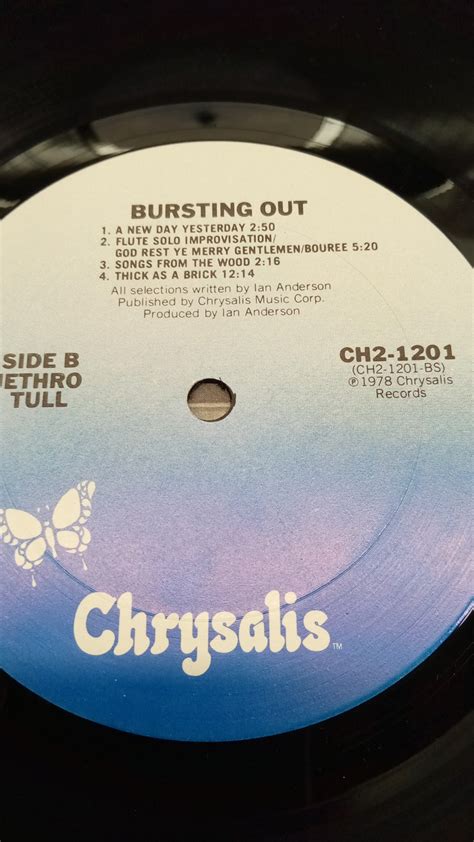 BURSTING OUT
1. A NEW DAY YESTERDAY 2:50
2. FLUTE SOLO IMPROVISATION/
GOD REST YE MERRY GENTLEMEN/BOUREE 5:20
3. SONGS FROM THE WOOD 2:16
4. THICK AS A BRICK 12:14
All selections written by Ian Anderson
Published by Chrysalis Music Corp.
Produced by Ian Anderson
SIDE B
JETHRO
TULL
CH2-1201
(CH2-1201-BS)
℗1978 Chrysalis
Records
Chrysalis™